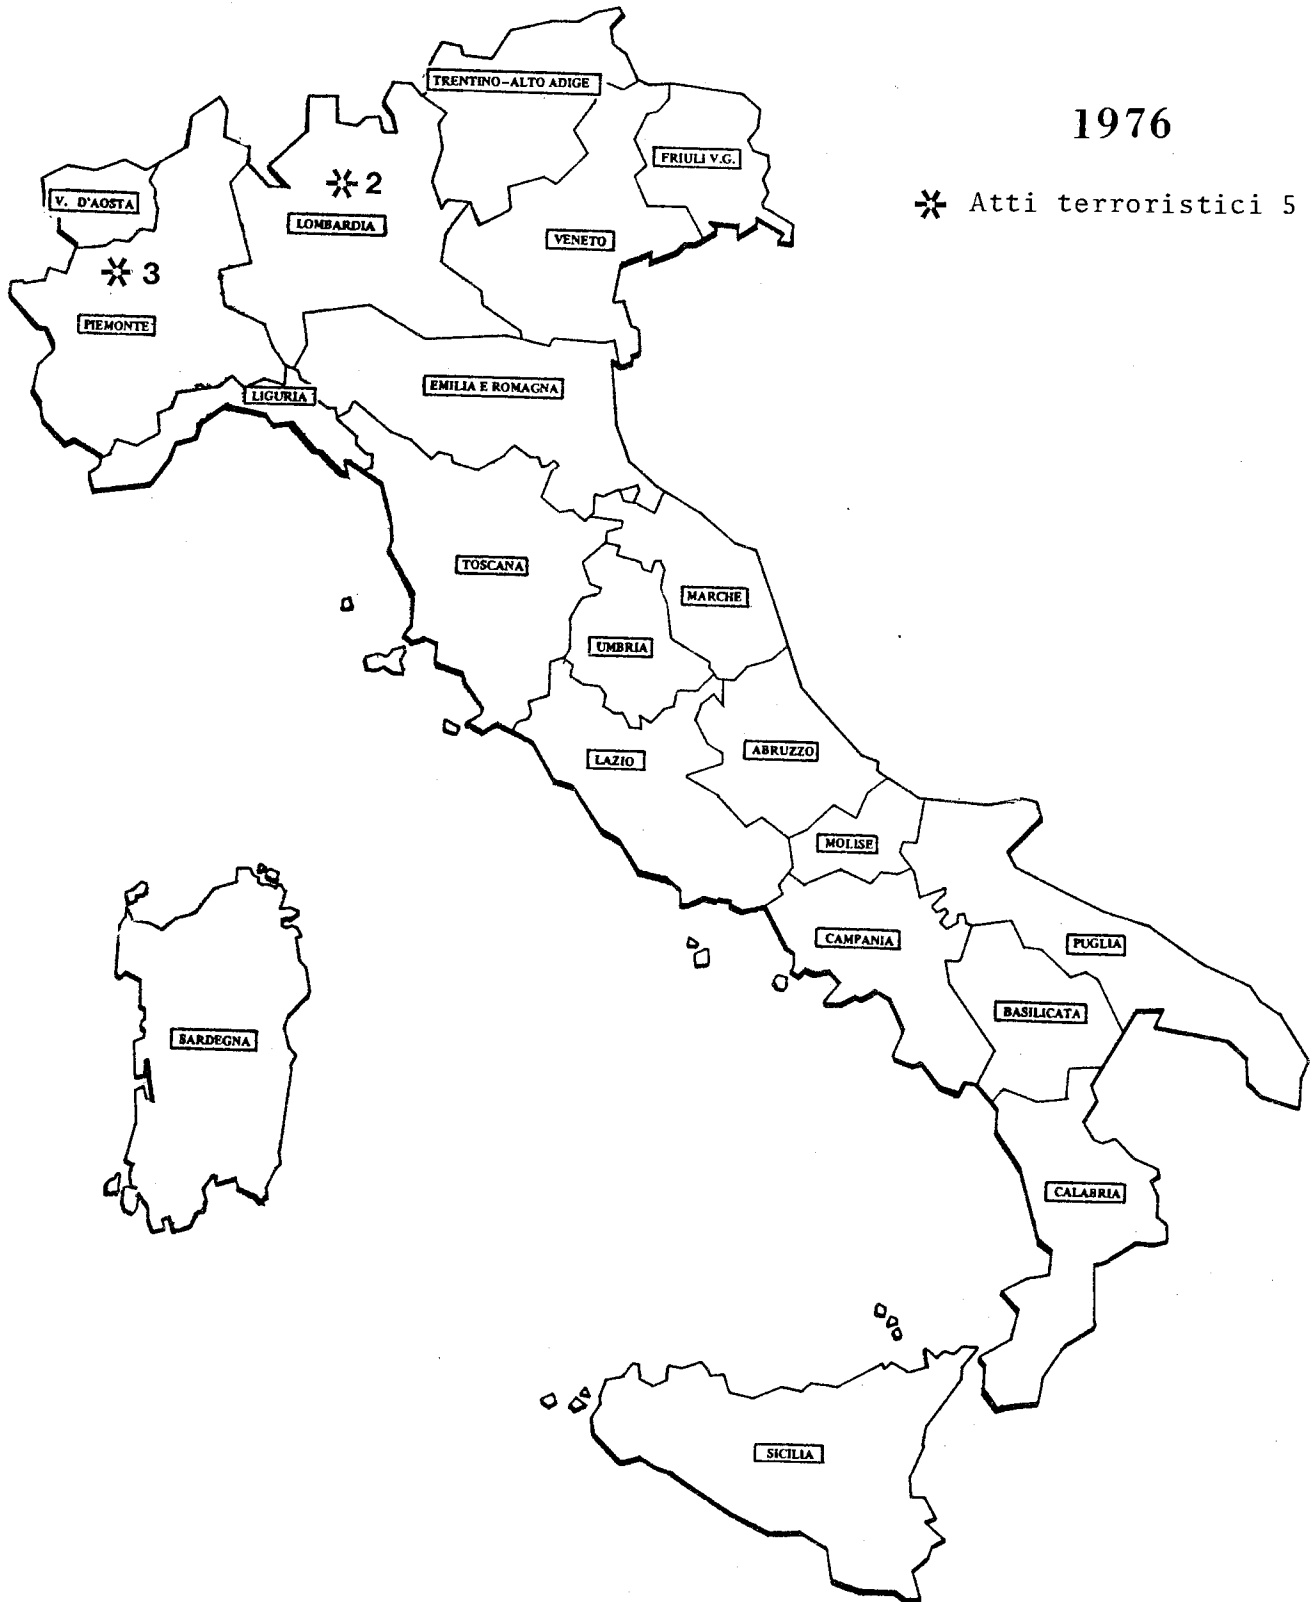 TRENTINO-ALTO ADIGE
1976
FRIULI V.G.
V. D'AOSTA
2
Atti terroristici 5
LOMBARDIA
VENETO
3
PIEMONTE
EMILIA E ROMAGNA
LIGURIA
TOSCANA
MARCHE
UMBRIA
ABRUZZO
LAZIO
MOLISE
CAMPANIA
PUGLIA
BASILICATA
SARDEGNA
CALABRIA
SICILIA